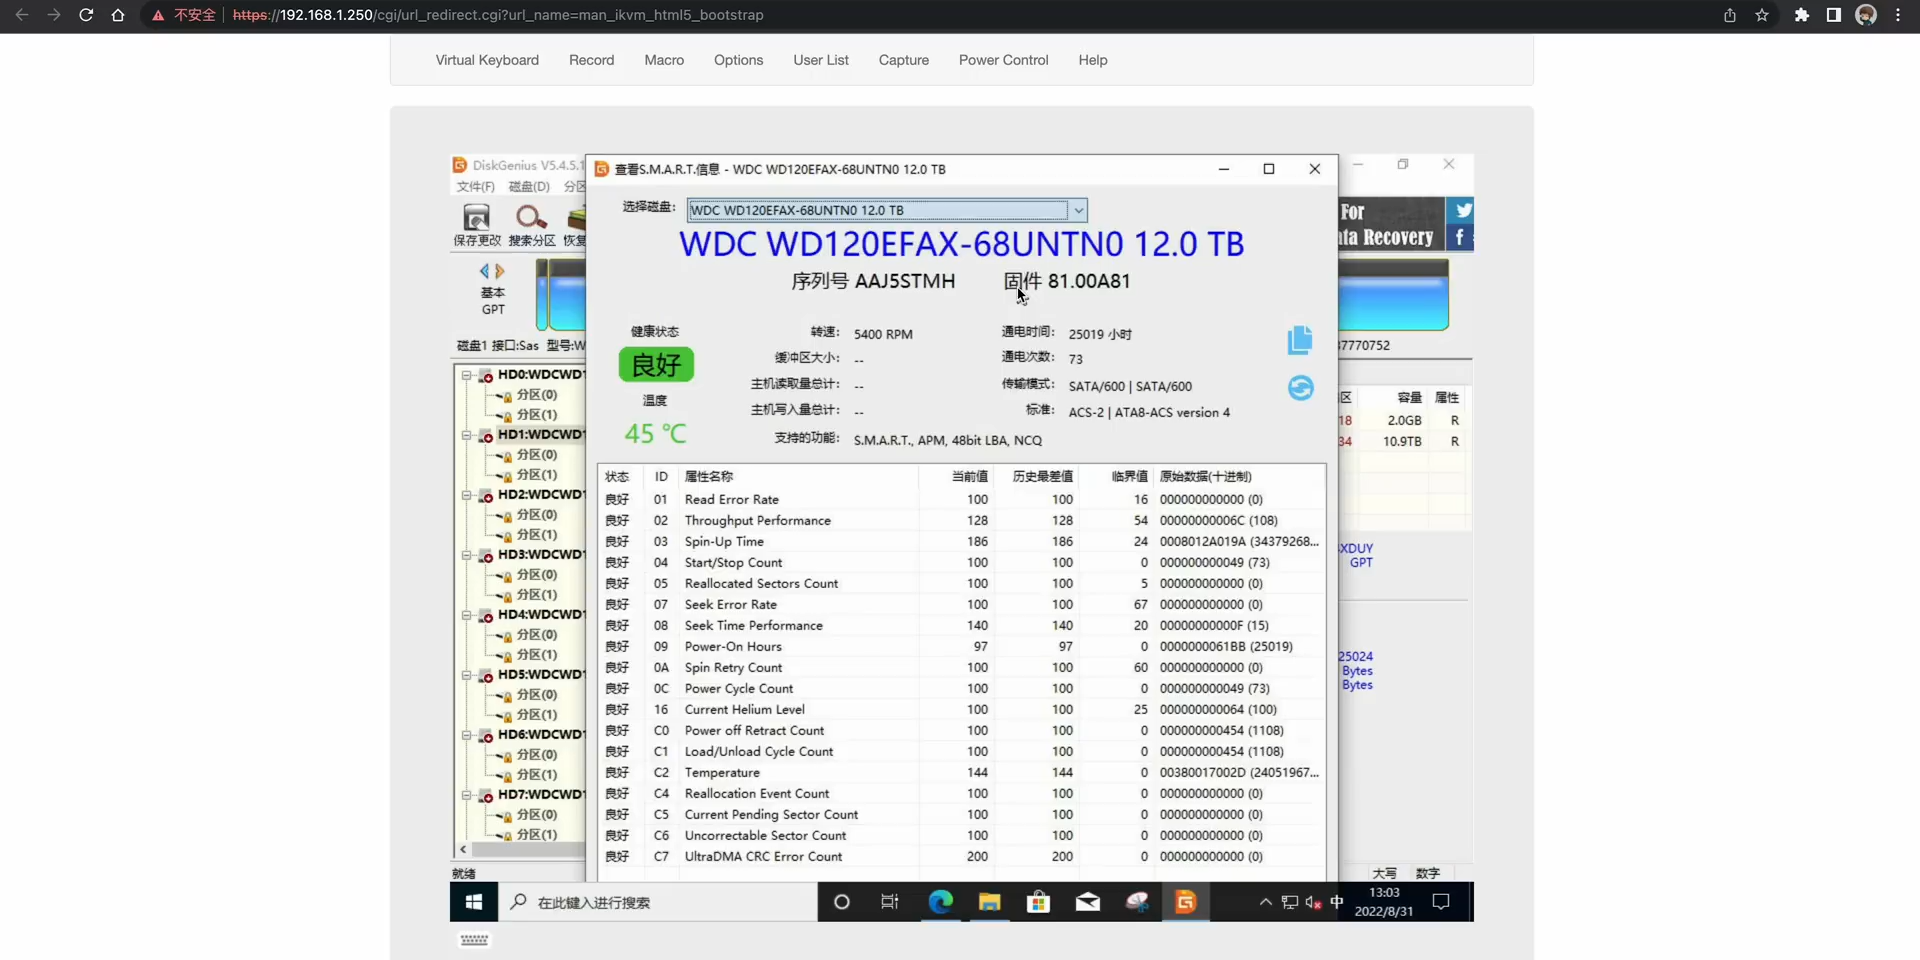 不安全 https://192.168.1.250/cgi/url_redirect.cgi?url_name=man_ikvm_html5_bootstrap
Virtual Keyboard Record Macro Options User List Capture Power Control Help
DiskGenius V5.4.5.1
文件(F) 磁盘(D) 分区
保存更改 搜索分区 恢复
基本
GPT
磁盘1 接口:Sas 型号:W
HD0:WDCWD1
分区(0)
分区(1)
HD1:WDCWD1
分区(0)
分区(1)
HD2:WDCWD1
分区(0)
分区(1)
HD3:WDCWD1
分区(0)
分区(1)
HD4:WDCWD1
分区(0)
分区(1)
HD5:WDCWD1
分区(0)
分区(1)
HD6:WDCWD1
分区(0)
分区(1)
HD7:WDCWD1
分区(0)
分区(1)
就绪
查看S.M.A.R.T.信息 - WDC WD120EFAX-68UNTN0 12.0 TB
选择磁盘: WDC WD120EFAX-68UNTN0 12.0 TB
WDC WD120EFAX-68UNTN0 12.0 TB
序列号 AAJ5STMH 固件 81.00A81
健康状态
良好
温度
45 ℃
转速: 5400 RPM
缓冲区大小: --
主机读取量总计: --
主机写入量总计: --
支持的功能: S.M.A.R.T., APM, 48bit LBA, NCQ
通电时间: 25019 小时
通电次数: 73
传输模式: SATA/600 | SATA/600
标准: ACS-2 | ATA8-ACS version 4
状态 ID 属性名称 当前值 历史最差值 临界值 原始数据(十进制)
良好 01 Read Error Rate 100 100 16 000000000000 (0)
良好 02 Throughput Performance 128 128 54 00000000006C (108)
良好 03 Spin-Up Time 186 186 24 0008012A019A (34379268...
良好 04 Start/Stop Count 100 100 0 000000000049 (73)
良好 05 Reallocated Sectors Count 100 100 5 000000000000 (0)
良好 07 Seek Error Rate 100 100 67 000000000000 (0)
良好 08 Seek Time Performance 140 140 20 00000000000F (15)
良好 09 Power-On Hours 97 97 0 0000000061BB (25019)
良好 0A Spin Retry Count 100 100 60 000000000000 (0)
良好 0C Power Cycle Count 100 100 0 000000000049 (73)
良好 16 Current Helium Level 100 100 25 000000000064 (100)
良好 C0 Power off Retract Count 100 100 0 000000000454 (1108)
良好 C1 Load/Unload Cycle Count 100 100 0 000000000454 (1108)
良好 C2 Temperature 144 144 0 00380017002D (24051967...
良好 C4 Reallocation Event Count 100 100 0 000000000000 (0)
良好 C5 Current Pending Sector Count 100 100 0 000000000000 (0)
良好 C6 Uncorrectable Sector Count 100 100 0 000000000000 (0)
良好 C7 UltraDMA CRC Error Count 200 200 0 000000000000 (0)
For
ta Recovery
37770752
区 容量 属性
18 2.0GB R
34 10.9TB R
XDUY
GPT
25024
Bytes
Bytes
大写 数字
在此键入进行搜索
中
13:03
2022/8/31